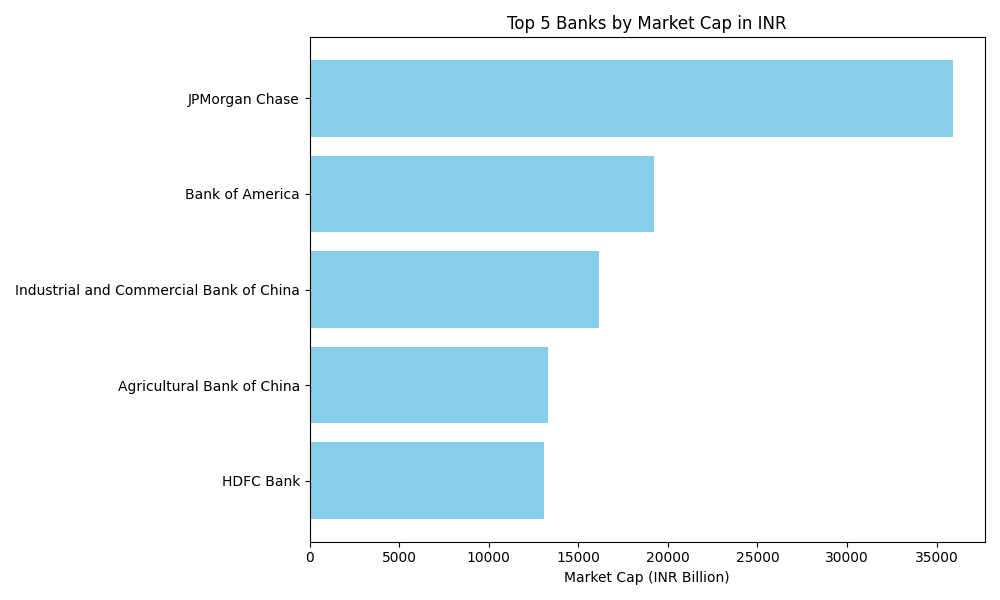 Top 5 Banks by Market Cap in INR
JPMorgan Chase
Bank of America
Industrial and Commercial Bank of China
Agricultural Bank of China
HDFC Bank
0 5000 10000 15000 20000 25000 30000 35000
Market Cap (INR Billion)